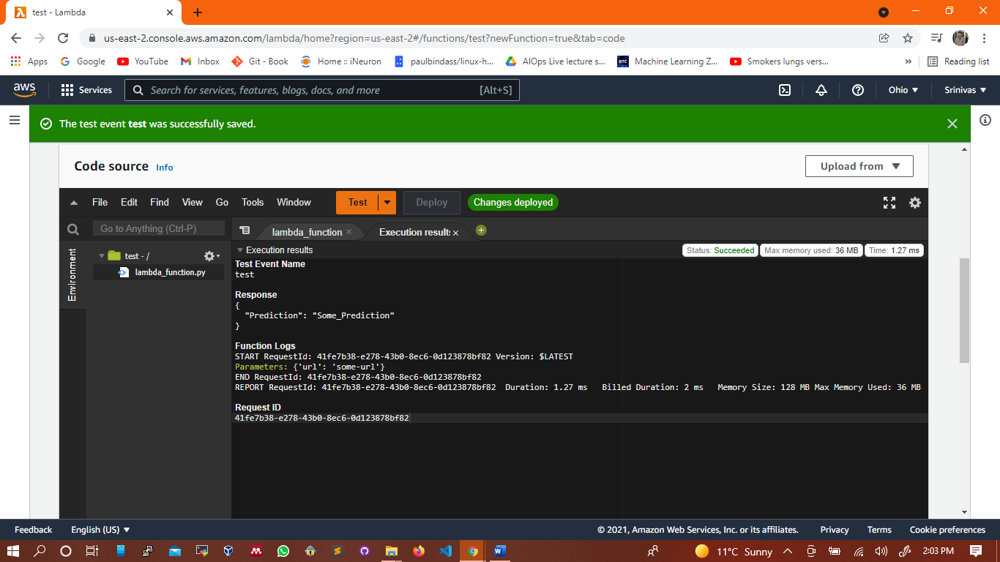 test - Lambda
us-east-2.console.aws.amazon.com/lambda/home?region=us-east-2#/functions/test?newFunction=true&tab=code
Apps Google YouTube Inbox Git - Book Home :: iNeuron paulbindass/linux-h... AIOps Live lecture s... DTC Machine Learning Z... Smokers lungs vers... » Reading list
aws Services Search for services, features, blogs, docs, and more [Alt+S] Ohio Srinivas
The test event test was successfully saved.
Code source Info Upload from
File Edit Find View Go Tools Window Test Deploy Changes deployed
Go to Anything (Ctrl-P)
lambda_function. Execution results
Environment
test - /
lambda_function.py
Execution results Status: Succeeded Max memory used: 36 MB Time: 1.27 ms
Test Event Name
test
Response
{
"Prediction": "Some_Prediction"
}
Function Logs
START RequestId: 41fe7b38-e278-43b0-8ec6-0d123878bf82 Version: $LATEST
Parameters: {'url': 'some-url'}
END RequestId: 41fe7b38-e278-43b0-8ec6-0d123878bf82
REPORT RequestId: 41fe7b38-e278-43b0-8ec6-0d123878bf82 Duration: 1.27 ms Billed Duration: 2 ms Memory Size: 128 MB Max Memory Used: 36 MB
Request ID
41fe7b38-e278-43b0-8ec6-0d123878bf82
Feedback English (US) © 2021, Amazon Web Services, Inc. or its affiliates. Privacy Terms Cookie preferences
11°C Sunny 2:03 PM